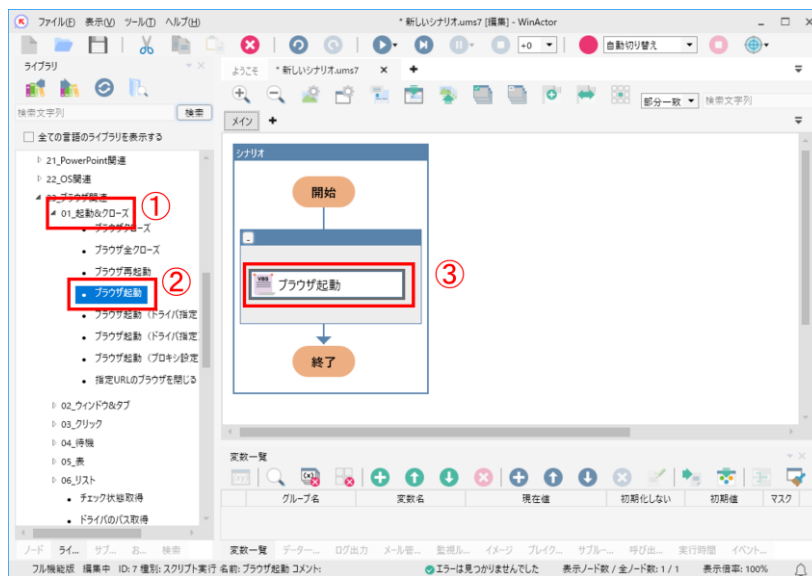 * 新しいシナリオ.ums7 [編集] - WinActor
ファイル(F) 表示(V) ツール(T) ヘルプ(H)
+0
自動切り替え
ライブラリ
検索文字列
検索
全ての言語のライブラリを表示する
21_PowerPoint関連
22_OS関連
23_ブラウザ関連
01_起動&クローズ
①
ブラウザクローズ
ブラウザ全クローズ
ブラウザ再起動
ブラウザ起動
②
ブラウザ起動（ドライバ指定
ブラウザ起動（ドライバ指定
ブラウザ起動（プロキシ設定
指定URLのブラウザを閉じる
02_ウィンドウ&タブ
03_クリック
04_待機
05_表
06_リスト
チェック状態取得
ドライバのパス取得
ノード ライ... サブ... お... 検索
ようこそ * 新しいシナリオ.ums7
部分一致
検索文字列
メイン
シナリオ
開始
VBS
ブラウザ起動
③
終了
変数一覧
グループ名 変数名 現在値 初期化しない 初期値 マスク
変数一覧 データ一... ログ出力 メール管... 監視ル... イメージ ブレイク... サブルー... 呼び出... 実行時間 イベント...
フル機能版 編集中 ID: 7 種別: スクリプト実行 名前: ブラウザ起動 コメント:
エラーは見つかりませんでした
表示ノード数 / 全ノード数: 1 / 1
表示倍率: 100%